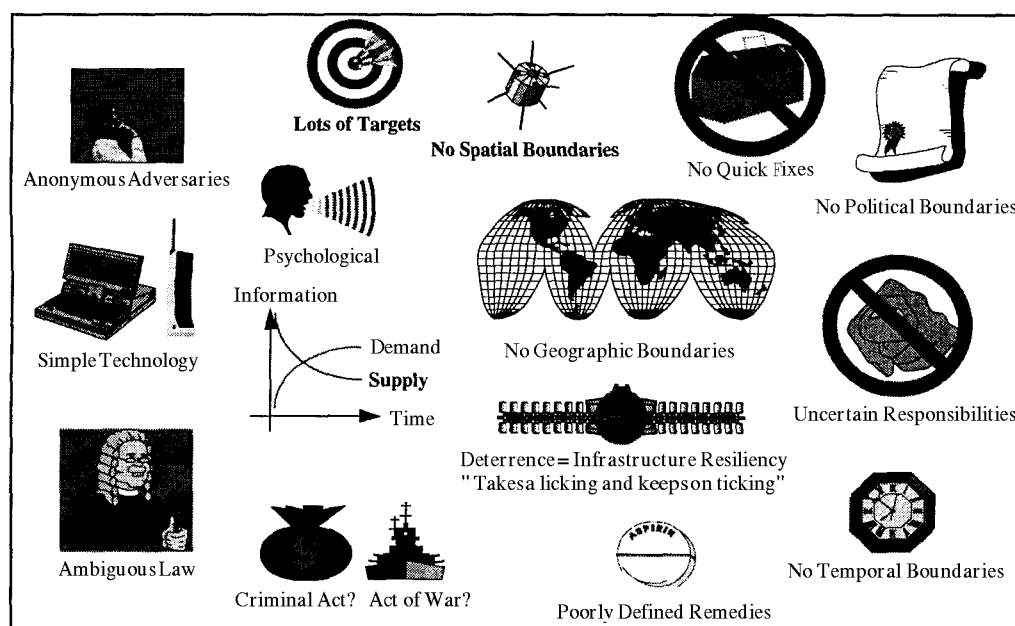 Lots of Targets
No Spatial Boundaries
No Quick Fixes
No Political Boundaries
Anonymous Adversaries
Psychological
Simple Technology
Information
Demand
Supply
Time
No Geographic Boundaries
Uncertain Responsibilities
Deterrence = Infrastructure Resiliency
"Takes a licking and keeps on ticking"
Ambiguous Law
Criminal Act?
Act of War?
ASPIRIN
Poorly Defined Remedies
No Temporal Boundaries